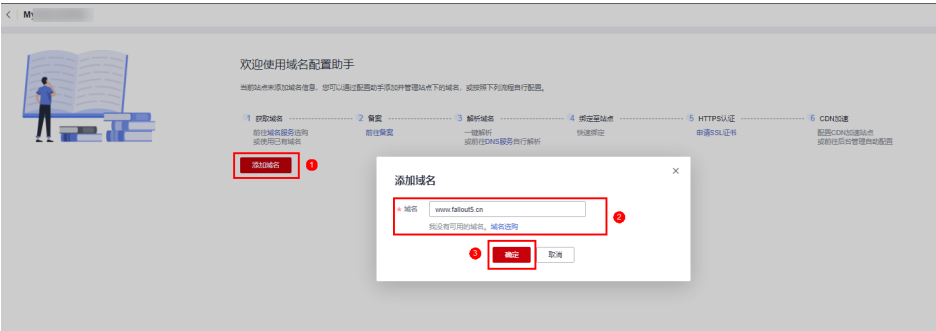 My
欢迎使用域名配置助手
当前站点未添加域名信息，您可以通过配置助手添加并管理站点下的域名，或按照下列流程自行配置。
1 获取域名
2 备案
3 解析域名
4 绑定至站点
5 HTTPS认证
6 CDN加速
前往域名服务选购
或使用已有域名
前往备案
一键解析
或前往DNS服务自行解析
快速绑定
申请SSL证书
配置CDN加速站点
或前往后台管理自助配置
添加域名
1
添加域名
× 
* 域名
www.fallout5.cn
2
我没有可用的域名。域名选购
3
确定
取消